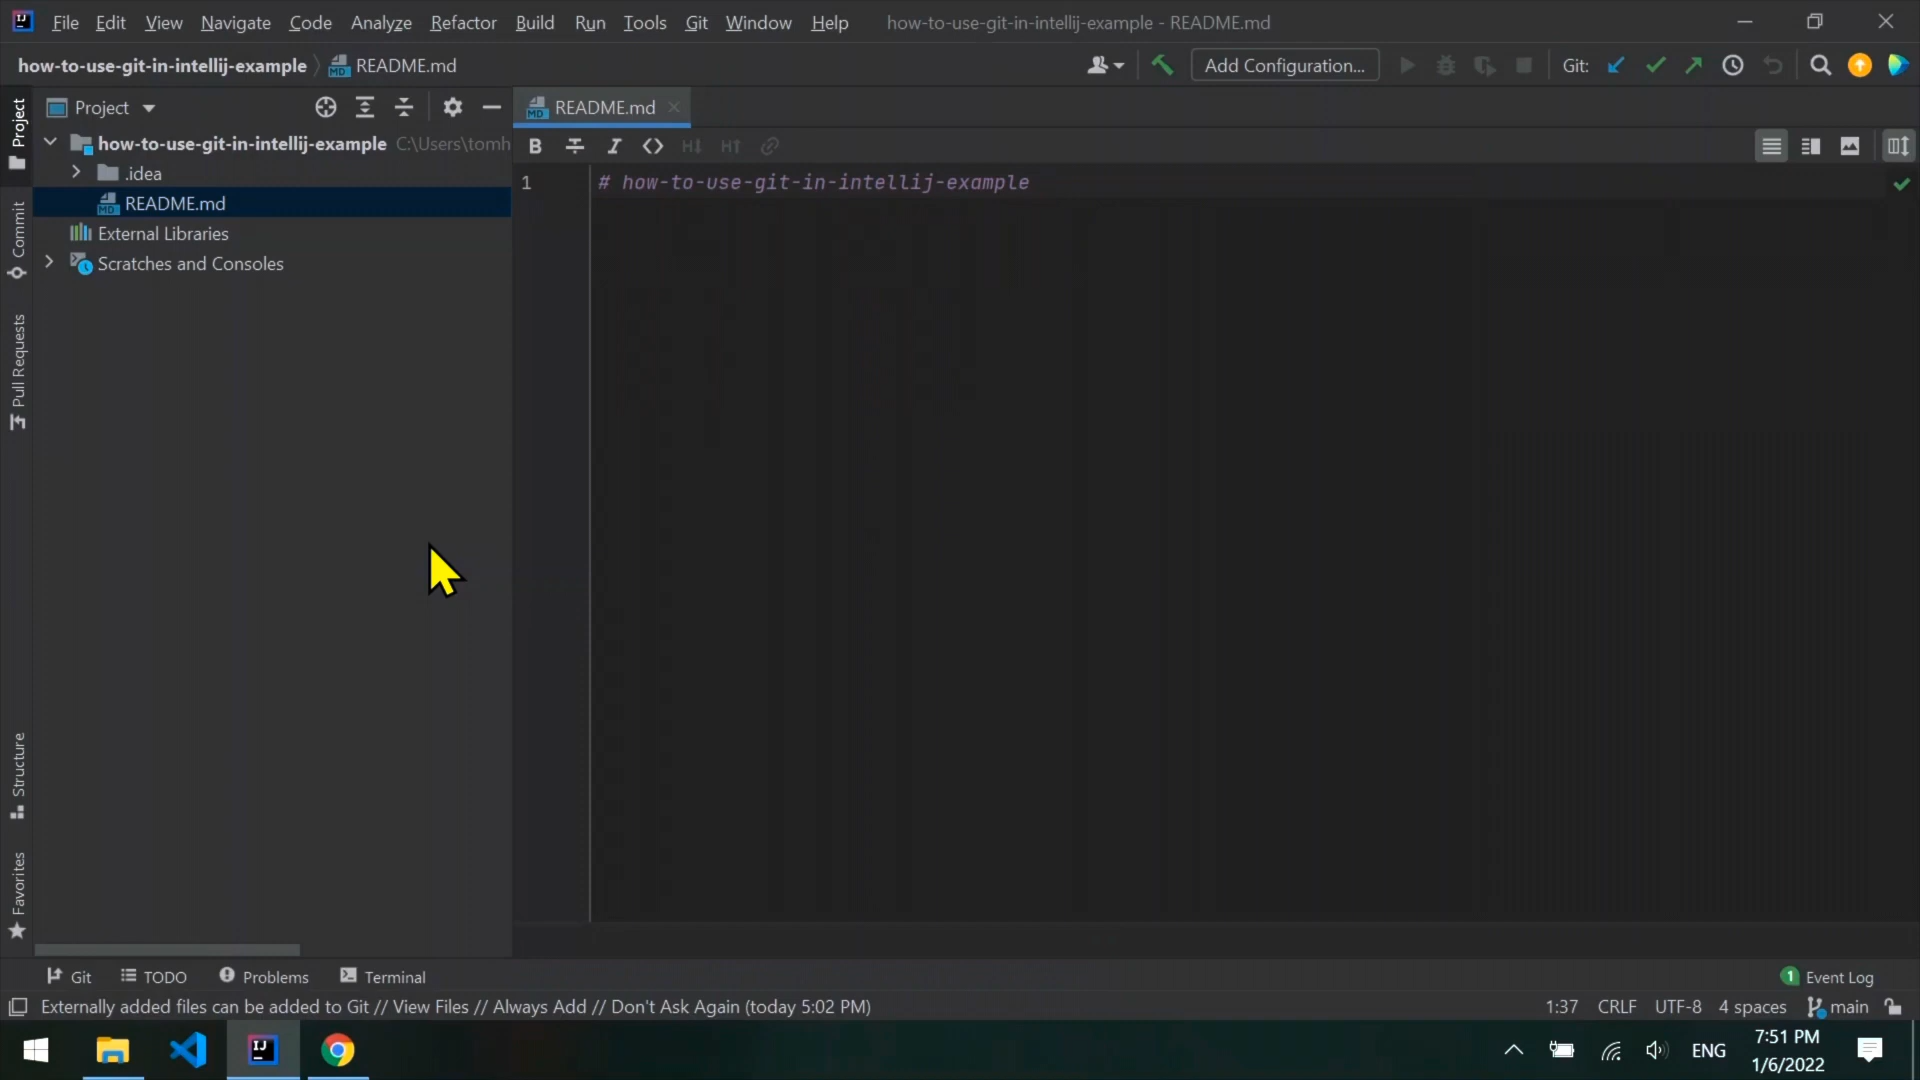 File Edit View Navigate Code Analyze Refactor Build Run Tools Git Window Help how-to-use-git-in-intellij-example - README.md
how-to-use-git-in-intellij-example README.md Add Configuration... Git:
Project
Project
README.md
how-to-use-git-in-intellij-example C:\Users\tomh
B I <> H↓ H↑
.idea
1 # how-to-use-git-in-intellij-example
README.md
External Libraries
Scratches and Consoles
Commit
Pull Requests
Structure
Favorites
Git TODO Problems Terminal
1 Event Log
Externally added files can be added to Git // View Files // Always Add // Don't Ask Again (today 5:02 PM)
1:37 CRLF UTF-8 4 spaces main
ENG
7:51 PM
1/6/2022